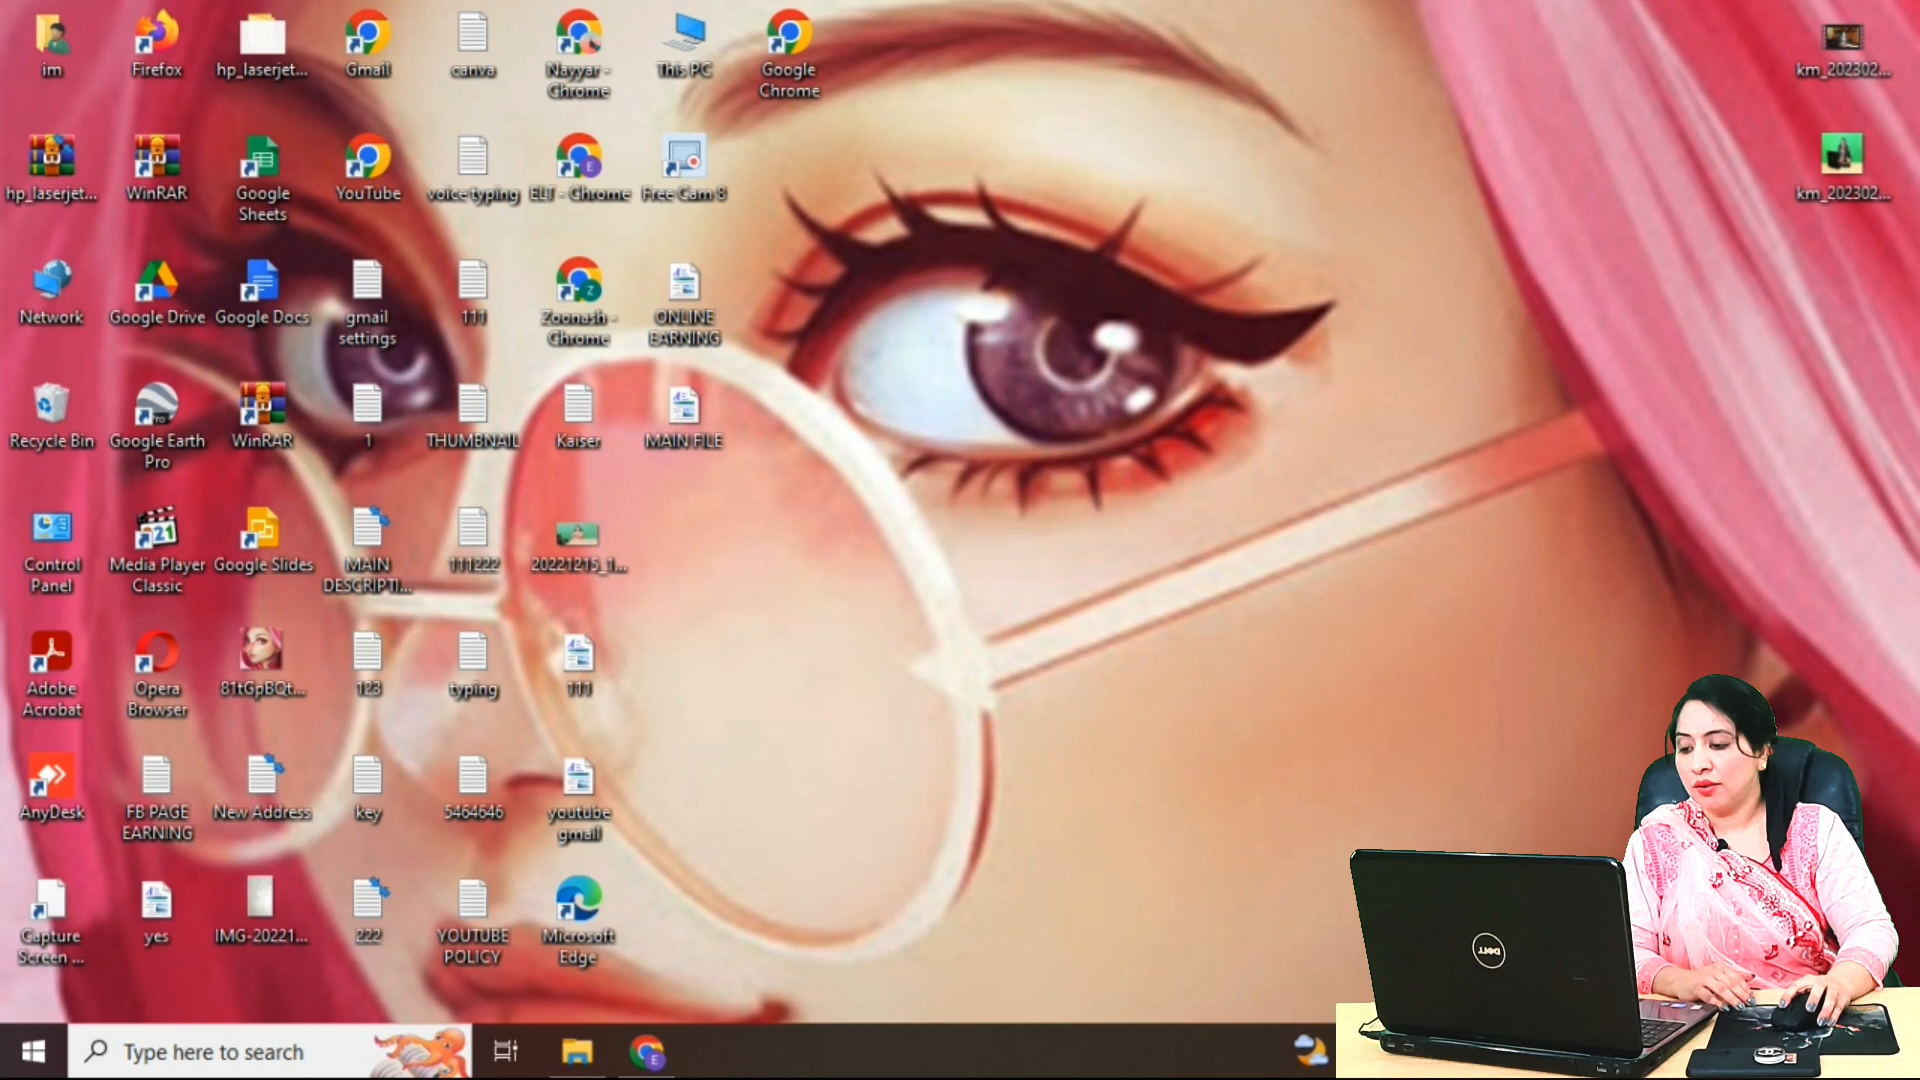 im
Firefox
hp_laserjet...
Gmail
canva
Nayyar -
Chrome
This PC
Google
Chrome
km_202302...
hp_laserjet...
WinRAR
Google
Sheets
YouTube
voice typing
E
ELT - Chrome
Free Cam 8
km_202302...
Network
Google Drive
Google Docs
gmail
settings
111
Z
Zoonash -
Chrome
ONLINE
EARNING
Recycle Bin
Pro
Google Earth
Pro
WinRAR
1
THUMBNAIL
Kaiser
MAIN FILE
Control
Panel
321
Media Player
Classic
Google Slides
MAIN
DESCRIPTI...
111222
20221215_1...
Adobe
Acrobat
Opera
Browser
81tGpBQt...
123
typing
111
AnyDesk
FB PAGE
EARNING
New Address
key
5464646
youtube
gmail
Capture
Screen ...
yes
IMG-20221...
222
YOUTUBE
POLICY
Microsoft
Edge
Type here to search
E
DELL